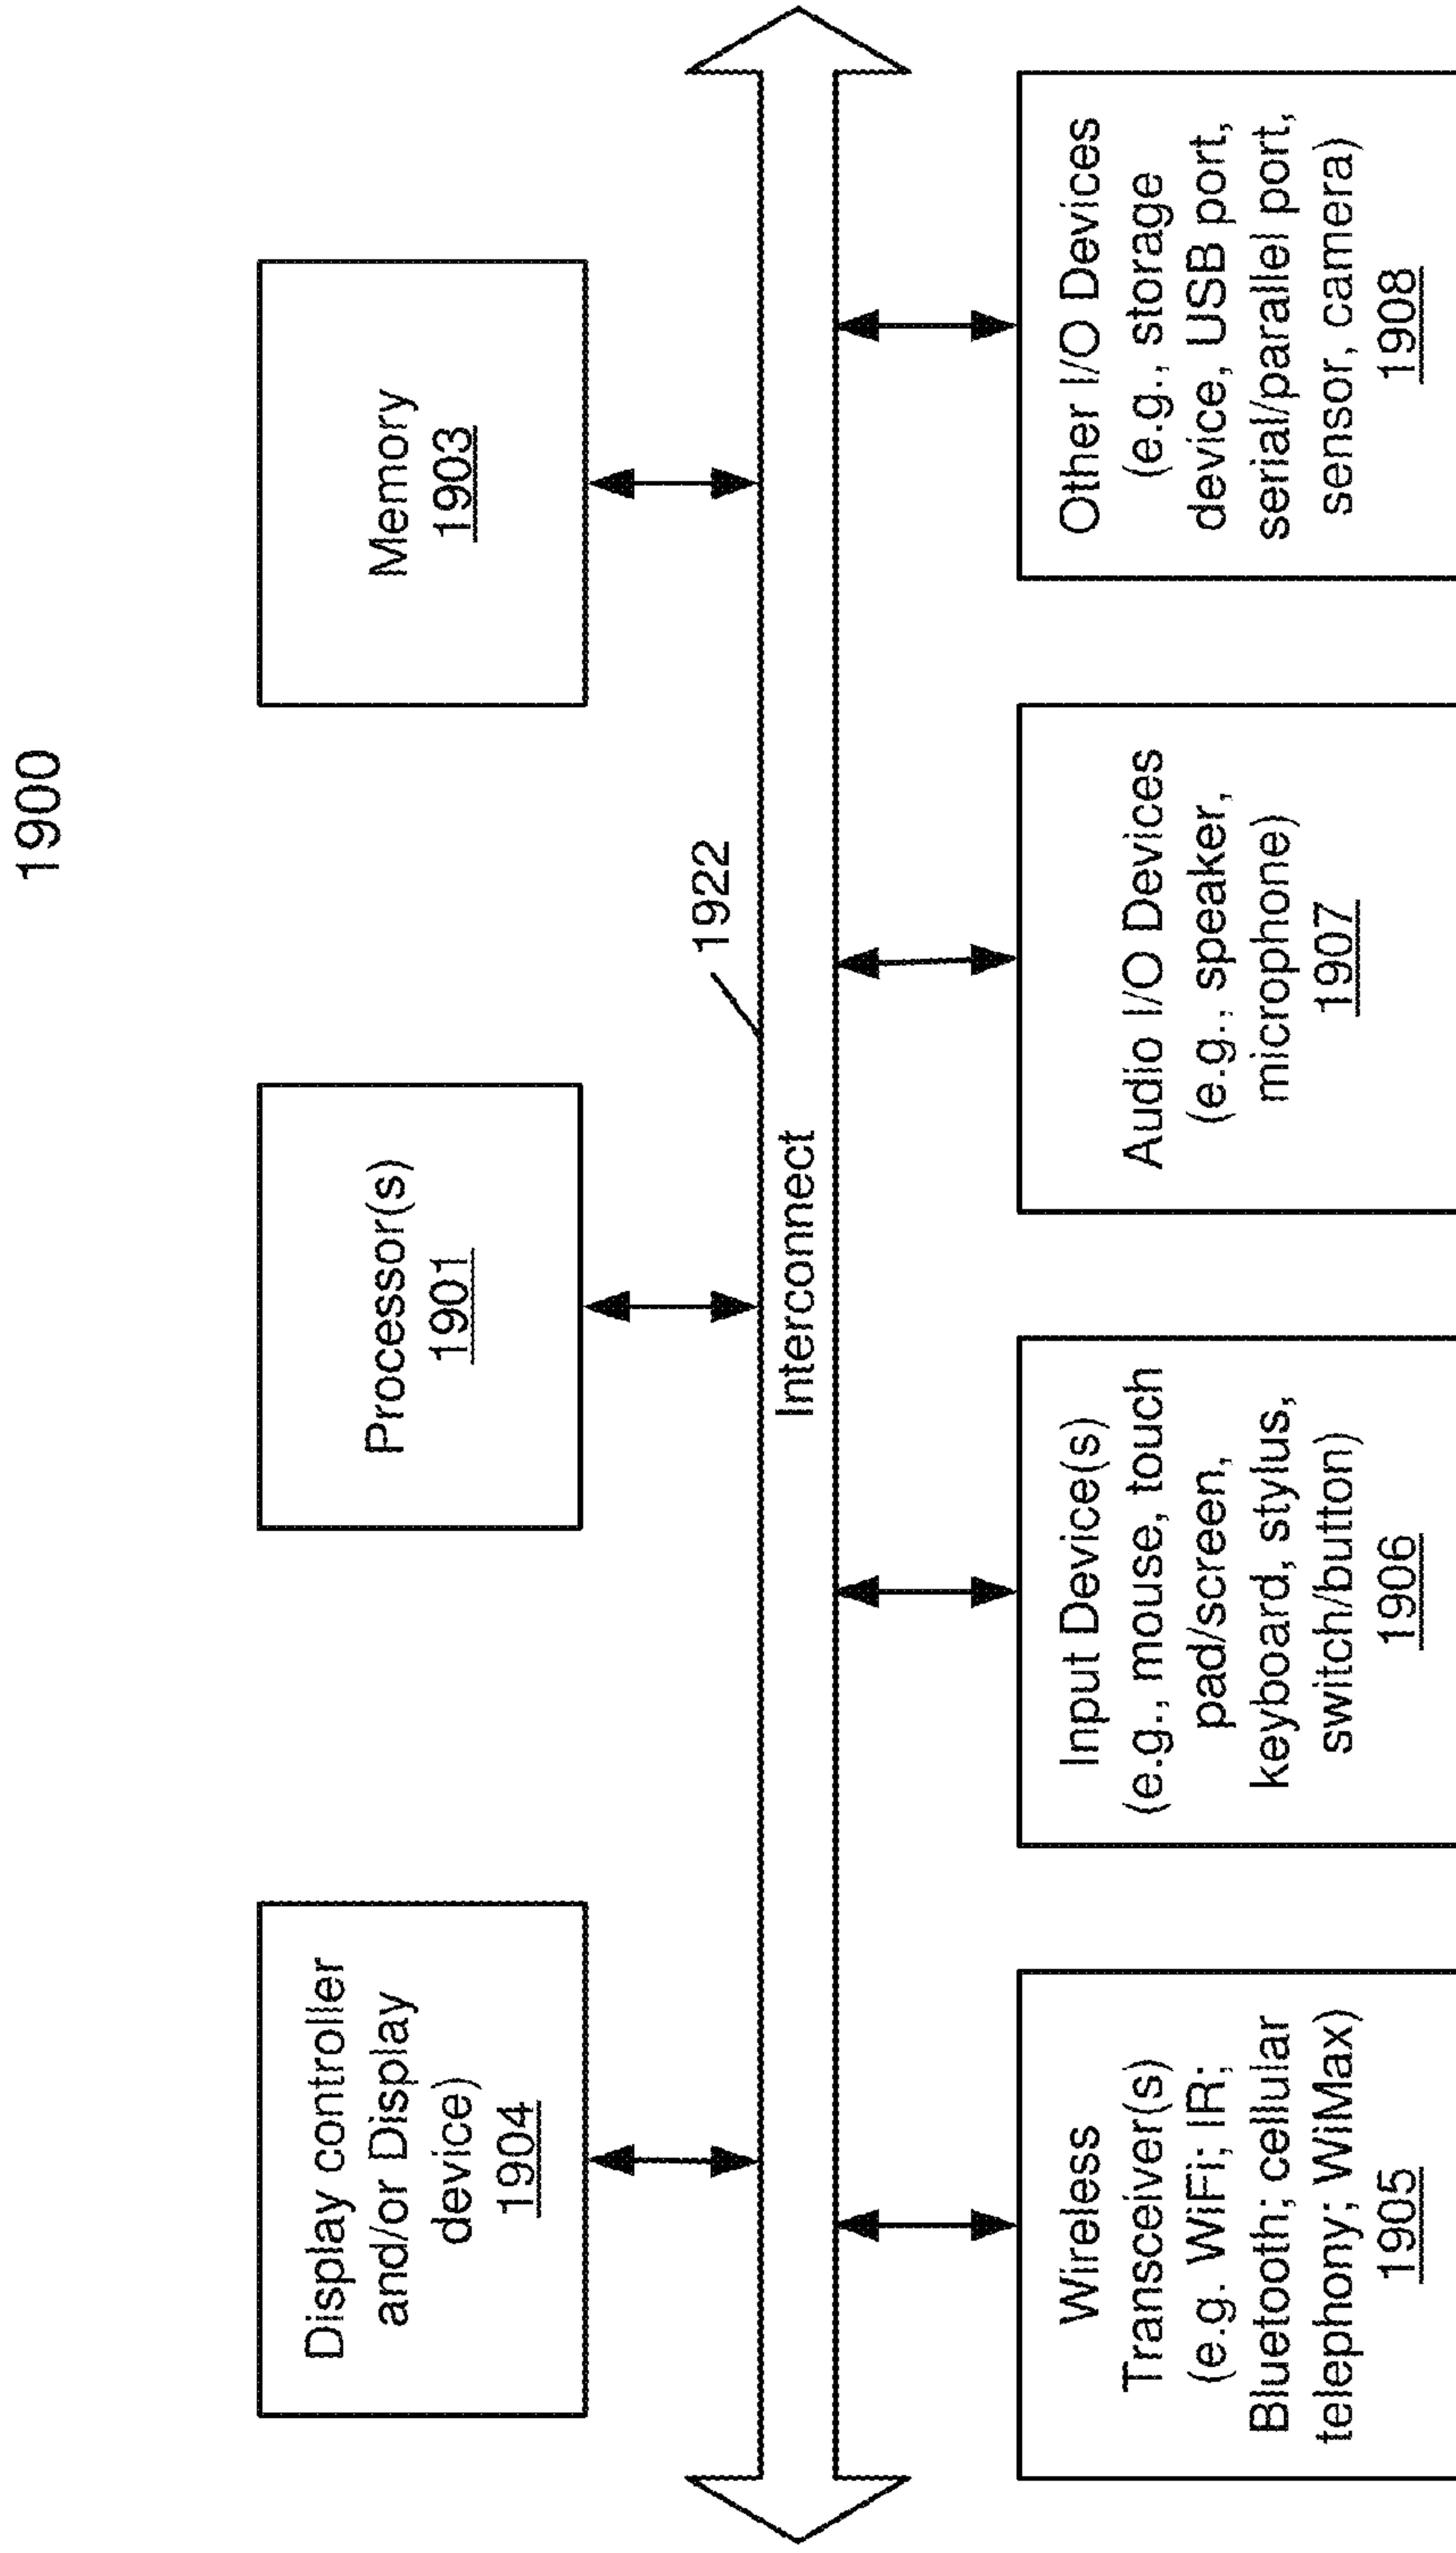 1900
Display controller
and/or Display
device)
1904
Processor(s)
1901
Memory
1903
1922
Interconnect
Wireless
Transceiver(s)
(e.g. WiFi; IR;
Bluetooth; cellular
telephony; WiMax)
1905
Input Device(s)
(e.g., mouse, touch
pad/screen,
keyboard, stylus,
switch/button)
1906
Audio I/O Devices
(e.g., speaker,
microphone)
1907
Other I/O Devices
(e.g., storage
device, USB port,
serial/parallel port,
sensor, camera)
1908